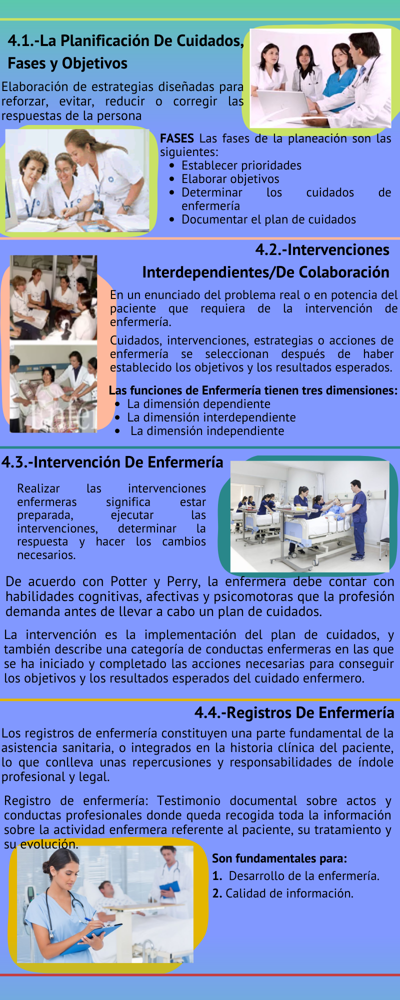 4.1.-La Planificación De Cuidados,
Fases y Objetivos
Elaboración de estrategias diseñadas para
reforzar, evitar, reducir o corregir las
respuestas de la persona
FASES Las fases de la planeación son las
siguientes:
• Establecer prioridades
• Elaborar objetivos
• Determinar los cuidados de
enfermería
• Documentar el plan de cuidados
4.2.-Intervenciones
Interdependientes/De Colaboración
En un enunciado del problema real o en potencia del
paciente que requiera de la intervención de
enfermería.
Cuidados, intervenciones, estrategias o acciones de
enfermería se seleccionan después de haber
establecido los objetivos y los resultados esperados.
Las funciones de Enfermería tienen tres dimensiones:
• La dimensión dependiente
• La dimensión interdependiente
• La dimensión independiente
Enfer
4.3.-Intervención De Enfermería
Realizar las intervenciones
enfermeras significa estar
preparada, ejecutar las
intervenciones, determinar la
respuesta y hacer los cambios
necesarios.
De acuerdo con Potter y Perry, la enfermera debe contar con
habilidades cognitivas, afectivas y psicomotoras que la profesión
demanda antes de llevar a cabo un plan de cuidados.
La intervención es la implementación del plan de cuidados, y
también describe una categoría de conductas enfermeras en las que
se ha iniciado y completado las acciones necesarias para conseguir
los objetivos y los resultados esperados del cuidado enfermero.
4.4.-Registros De Enfermería
Los registros de enfermería constituyen una parte fundamental de la
asistencia sanitaria, o integrados en la historia clínica del paciente,
lo que conlleva unas repercusiones y responsabilidades de índole
profesional y legal.
Registro de enfermería: Testimonio documental sobre actos y
conductas profesionales donde queda recogida toda la información
sobre la actividad enfermera referente al paciente, su tratamiento y
su evolución.
Son fundamentales para:
1. Desarrollo de la enfermería.
2. Calidad de información.